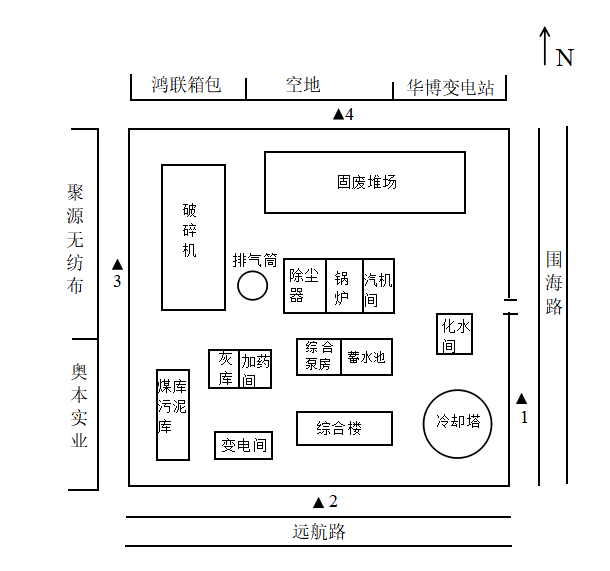 N
鸿联箱包
空地
华博变电站
▲4
固废堆场
聚源无纺布
破碎机
排气筒
除尘
器
锅
炉
汽机
间
围海路
▲
3
化水
间
综合
泵房
蓄水池
灰
库
加药
间
奥本实业
煤库
污泥
库
冷却塔
▲
1
综合楼
变电间
▲2
远航路